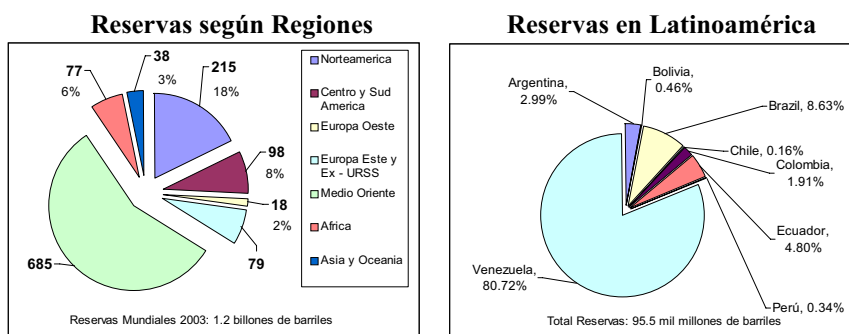 Reservas según Regiones
38
77
6%
3%
215
18%
98
8%
18
2%
79
685
Norteamerica
Centro y Sud
America
Europa Oeste
Europa Este y
Ex - URSS
Medio Oriente
Africa
Asia y Oceania
Reservas Mundiales 2003: 1.2 billones de barriles
Reservas en Latinoamérica
Argentina,
2.99%
Bolivia,
0.46%
Brazil, 8.63%
Chile, 0.16%
Colombia,
1.91%
Ecuador,
4.80%
Perú, 0.34%
Venezuela,
80.72%
Total Reservas: 95.5 mil millones de barriles